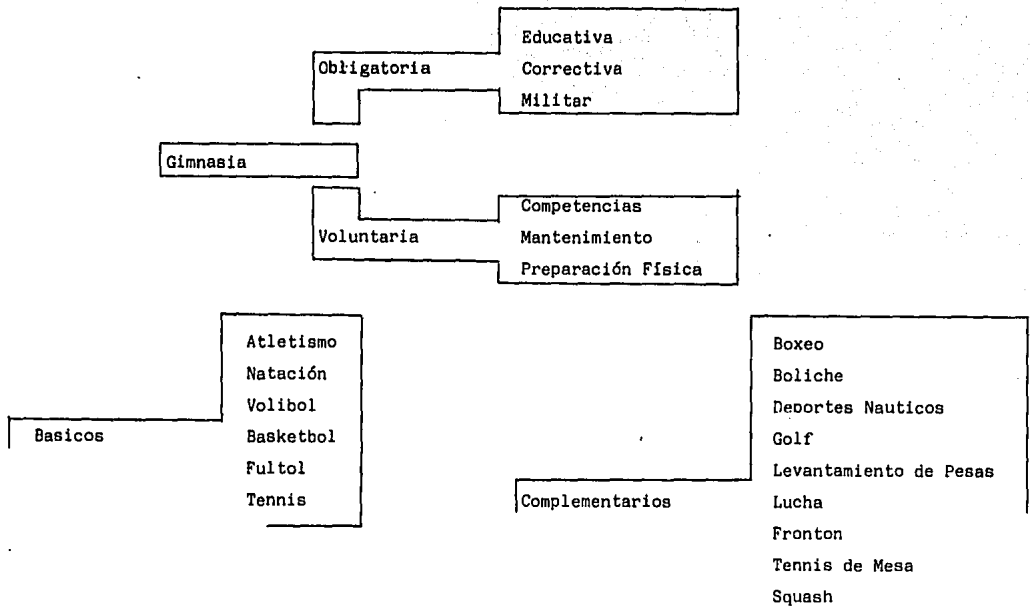 Educativa
Obligatoria
Correctiva
Militar
Gimnasia
Competencias
Voluntaria
Mantenimiento
Preparación Física
Basicos
Atletismo
Natación
Volibol
Basketbol
Fultol
Tennis
Complementarios
Boxeo
Boliche
Deportes Nauticos
Golf
Levantamiento de Pesas
Lucha
Fronton
Tennis de Mesa
Squash